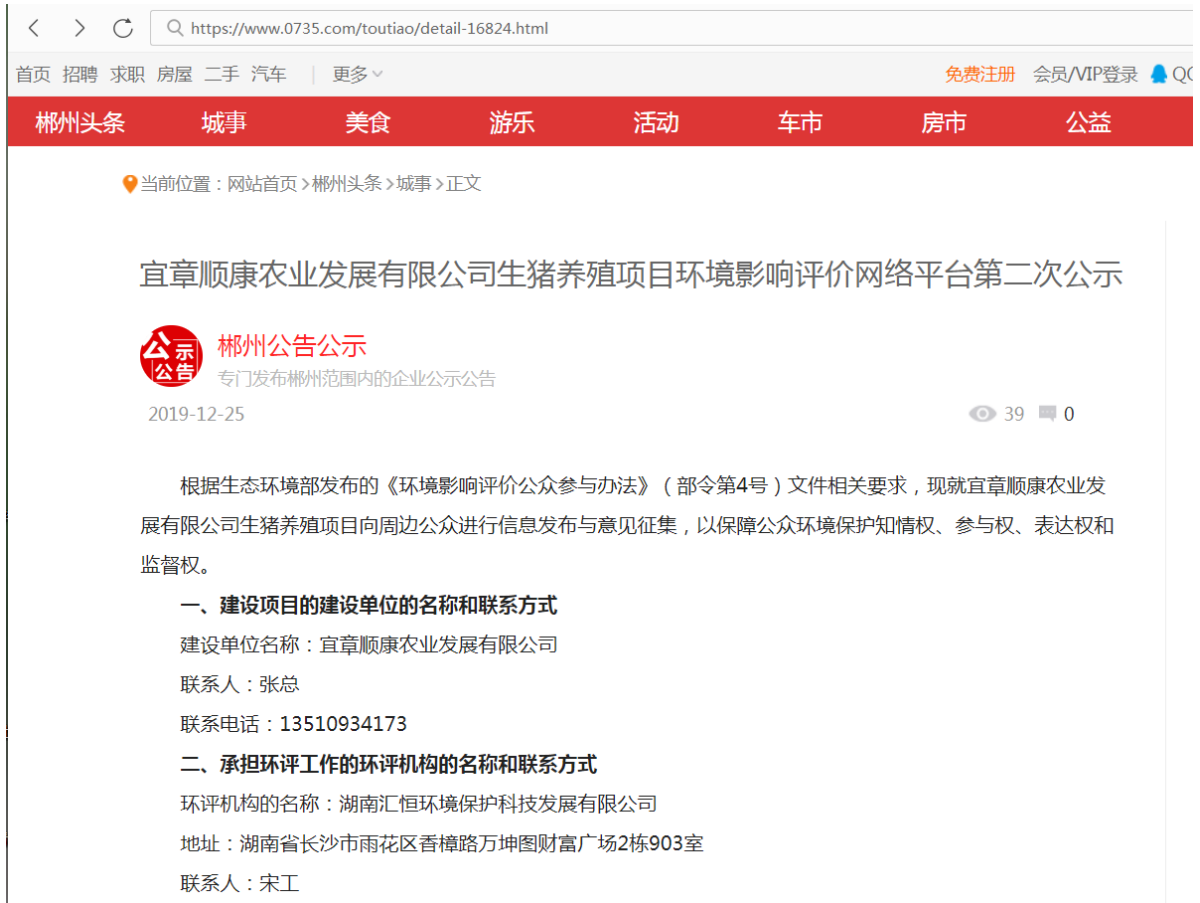 https://www.0735.com/toutiao/detail-16824.html
首页 招聘 求职 房屋 二手 汽车 | 更多 免费注册 会员/VIP登录
郴州头条 城事 美食 游乐 活动 车市 房市 公益
当前位置：网站首页>郴州头条>城事>正文
宜章顺康农业发展有限公司生猪养殖项目环境影响评价网络平台第二次公示
公示公告
郴州公告公示
专门发布郴州范围内的企业公示公告
2019-12-25 39 0
根据生态环境部发布的《环境影响评价公众参与办法》（部令第4号）文件相关要求，现就宜章顺康农业发
展有限公司生猪养殖项目向周边公众进行信息发布与意见征集，以保障公众环境保护知情权、参与权、表达权和
监督权。
一、建设项目的建设单位的名称和联系方式
建设单位名称：宜章顺康农业发展有限公司
联系人：张总
联系电话：13510934173
二、承担环评工作的环评机构的名称和联系方式
环评机构的名称：湖南汇恒环境保护科技发展有限公司
地址：湖南省长沙市雨花区香樟路万坤图财富广场2栋903室
联系人：宋工